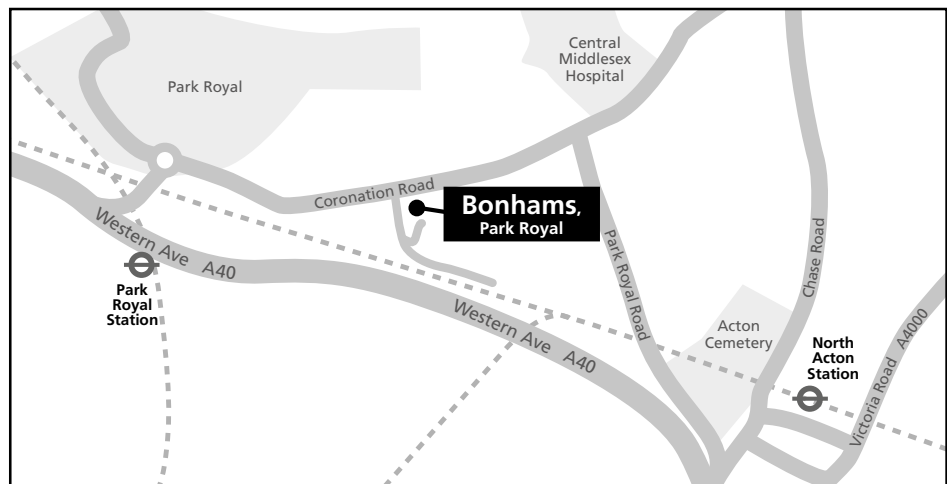 Central
Middlesex
Hospital
Park Royal
Coronation Road
Bonhams,
Park Royal
Western Ave A40
Park
Royal
Station
Park Royal Road
Chase Road
Western Ave A40
Acton
Cemetery
North
Acton
Station
Victoria Road A4000